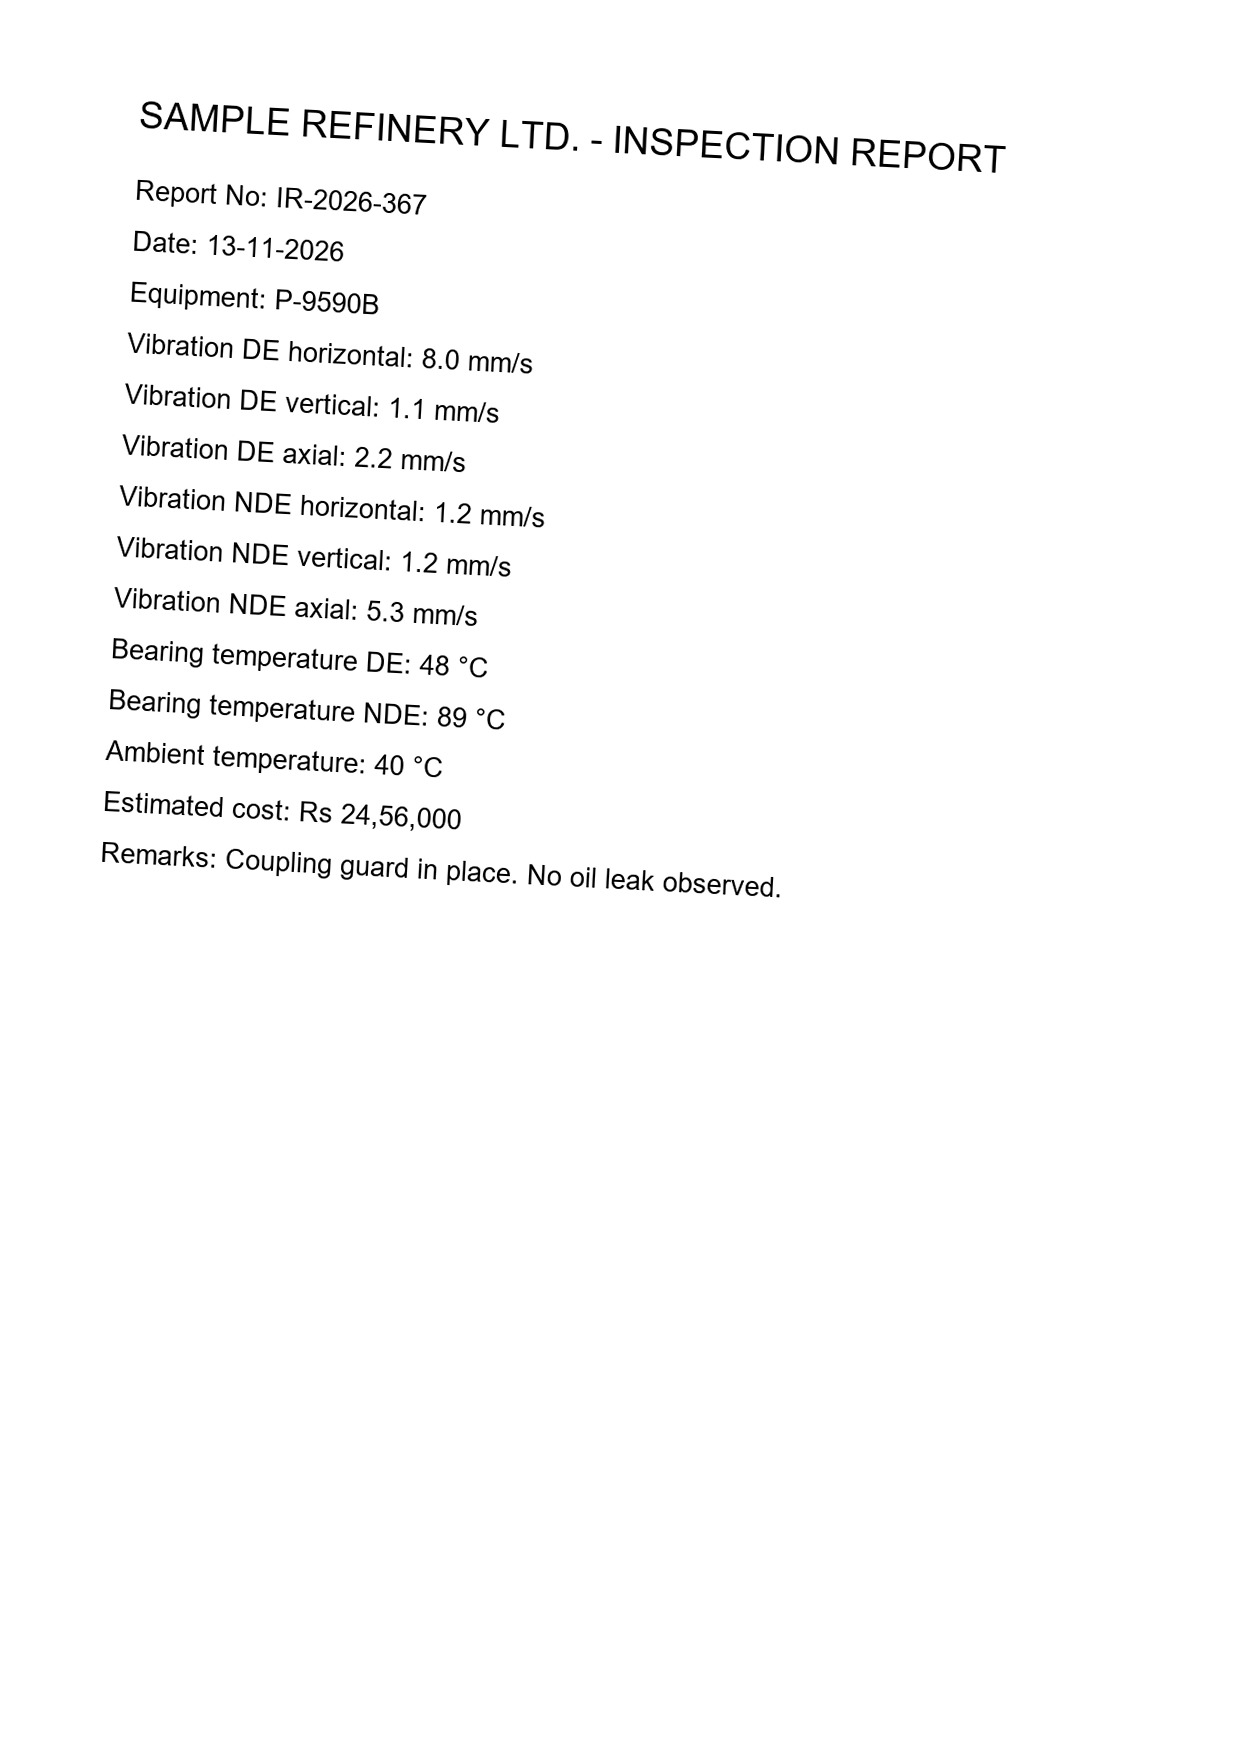 SAMPLE REFINERY LTD. - INSPECTION REPORT
Report No: IR-2026-367
Date: 13-11-2026
Equipment: P-9590B
Vibration DE horizontal: 8.0 mm/s
Vibration DE vertical: 1.1 mm/s
Vibration DE axial: 2.2 mm/s
Vibration NDE horizontal: 1.2 mm/s
Vibration NDE vertical: 1.2 mm/s
Vibration NDE axial: 5.3 mm/s
Bearing temperature DE: 48 °C
Bearing temperature NDE: 89 °C
Ambient temperature: 40 °C
Estimated cost: Rs 24,56,000
Remarks: Coupling guard in place. No oil leak observed.